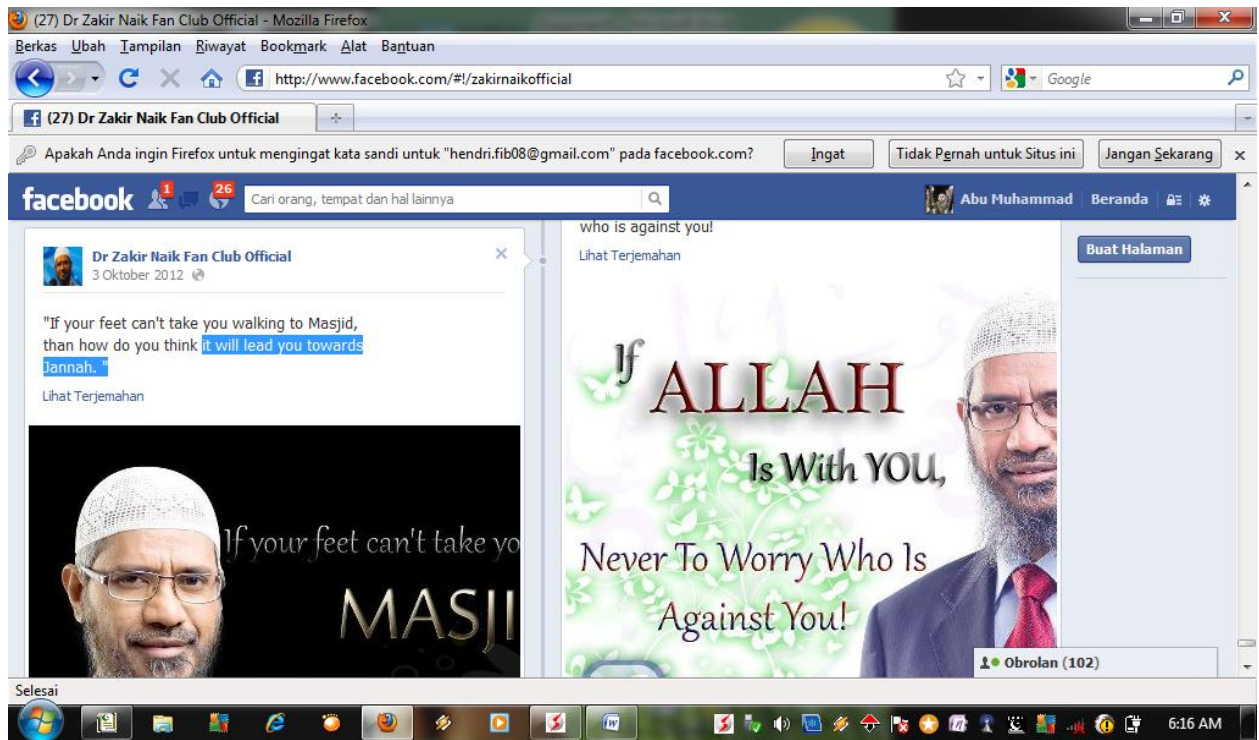 (27) Dr Zakir Naik Fan Club Official - Mozilla Firefox
Berkas Ubah Tampilan Riwayat Bookmark Alat Bantuan
http://www.facebook.com/#!/zakirnaikofficial
Google
(27) Dr Zakir Naik Fan Club Official
Apakah Anda ingin Firefox untuk mengingat kata sandi untuk "hendri.fib08@gmail.com" pada facebook.com? Ingat Tidak Pernah untuk Situs ini Jangan Sekarang
facebook 1 26 Cari orang, tempat dan hal lainnya Abu Muhammad Beranda
Dr Zakir Naik Fan Club Official
3 Oktober 2012
"If your feet can't take you walking to Masjid,
than how do you think it will lead you towards
Jannah. "
Lihat Terjemahan
If your feet can't take yo
MASJI
who is against you!
Lihat Terjemahan
If
ALLAH
Is With YOU,
Never To Worry Who Is
Against You!
Buat Halaman
Obrolan (102)
Selesai
6:16 AM